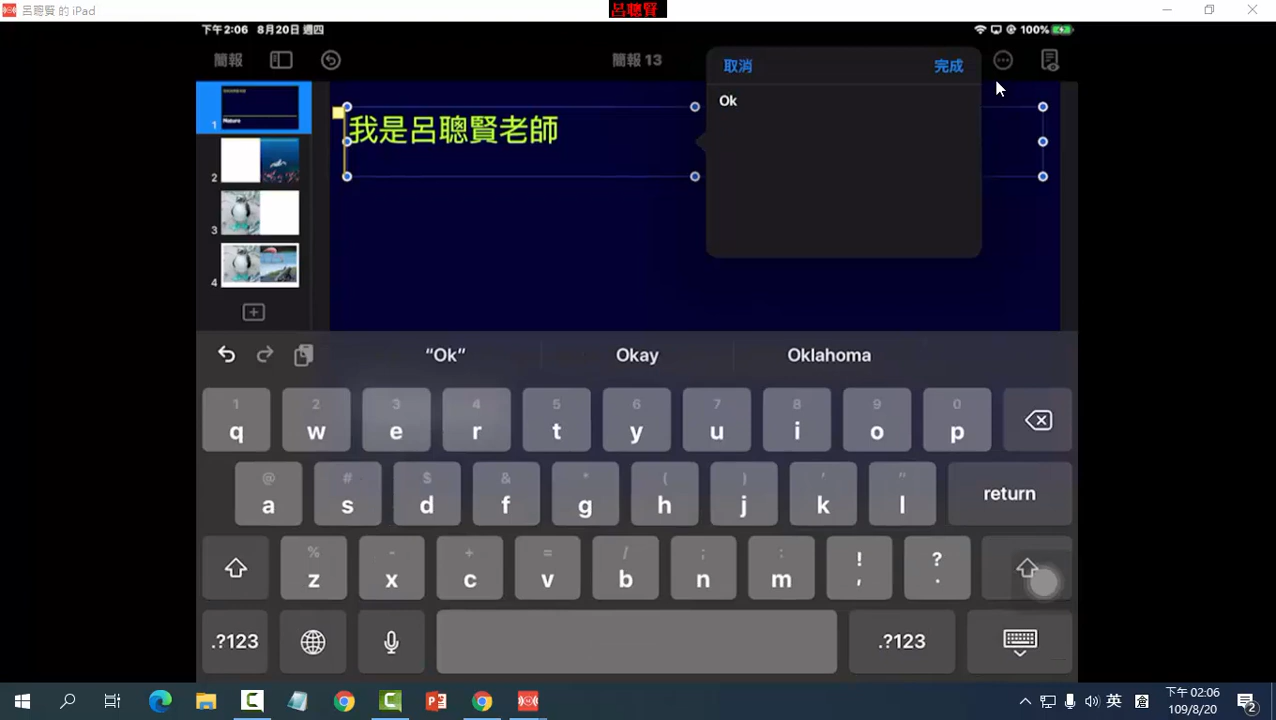 呂聰賢 的 iPad
呂聰賢
下午2:06 8月20日 週四
100%
簡報
簡報 13
取消
完成
Ok
我是呂聰賢老師
1
2
3
4
“Ok”
Okay
Oklahoma
1 2 3 4 5 6 7 8 9 0
q w e r t y u i o p
@ # $ & * ( ) ' "
a s d f g h j k l return
% - + = / ; : ! ?
z x c v b n m , .
.?123
.?123
下午 02:06
英
109/8/20
2